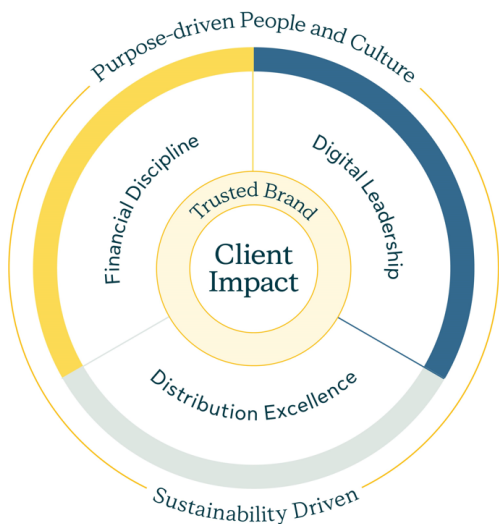 Purpose-driven People and Culture
Financial Discipline
Digital Leadership
Trusted Brand
Client
Impact
Distribution Excellence
Sustainability Driven